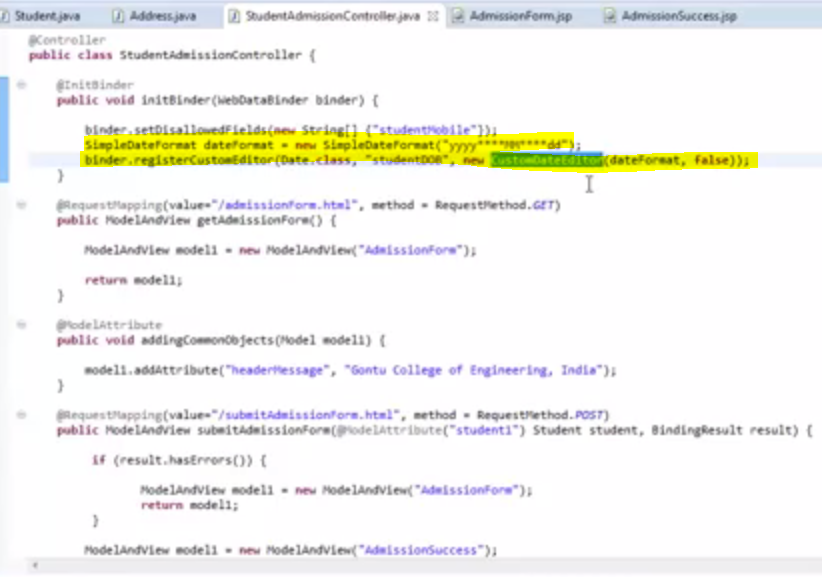 Student.java Address.java StudentAdmissionController.java AdmissionForm.jsp AdmissionSuccess.jsp
@Controller
public class StudentAdmissionController {
@InitBinder
public void initBinder(WebDataBinder binder) {
binder.setDisallowedFields(new String[] {"studentMobile"});
SimpleDateFormat dateFormat = new SimpleDateFormat("yyyy****MM****dd");
binder.registerCustomEditor(Date.class, "studentDOB", new CustomDateEditor(dateFormat, false));
}
@RequestMapping(value="/admissionForm.html", method = RequestMethod.GET)
public ModelAndView getAdmissionForm() {
ModelAndView model1 = new ModelAndView("AdmissionForm");
return model1;
}
@ModelAttribute
public void addingCommonObjects(Model model1) {
model1.addAttribute("headerMessage", "Gontu College of Engineering, India");
}
@RequestMapping(value="/submitAdmissionForm.html", method = RequestMethod.POST)
public ModelAndView submitAdmissionForm(@ModelAttribute("student1") Student student, BindingResult result) {
if (result.hasErrors()) {
ModelAndView model1 = new ModelAndView("AdmissionForm");
return model1;
}
ModelAndView model1 = new ModelAndView("AdmissionSuccess");